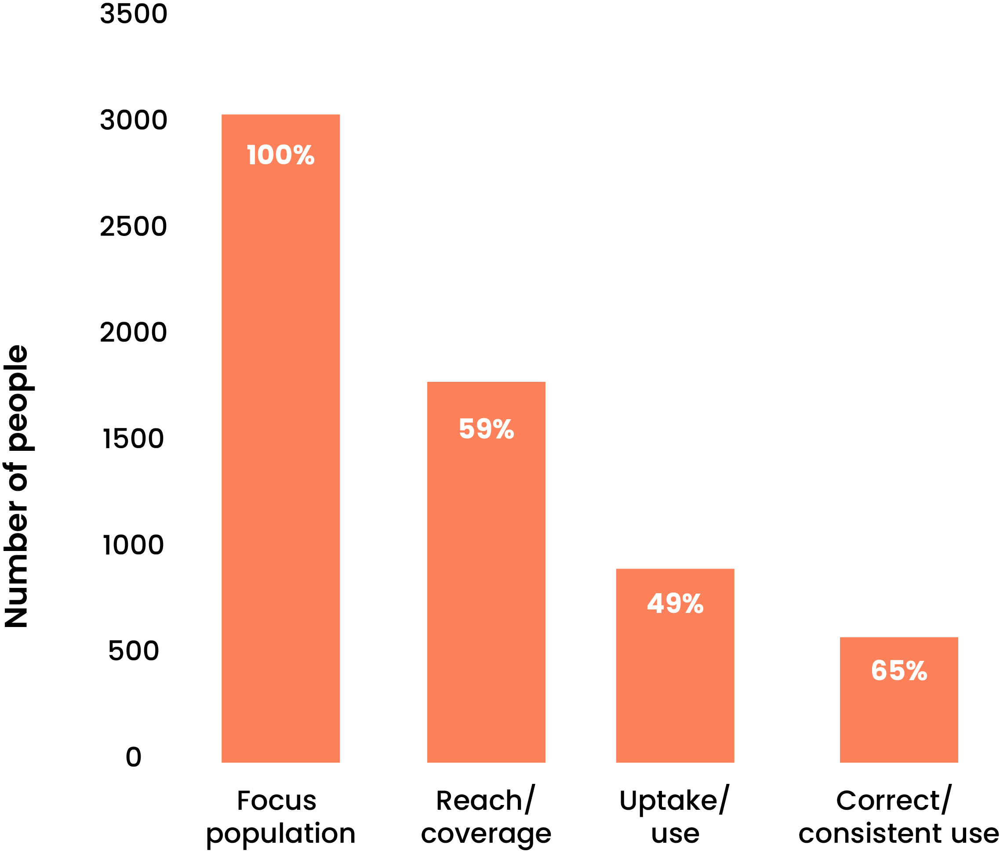 3500
3000
2500
2000
1500
1000
500
0
Number of people
100%
59%
49%
65%
Focus
population
Reach/
coverage
Uptake/
use
Correct/
consistent use